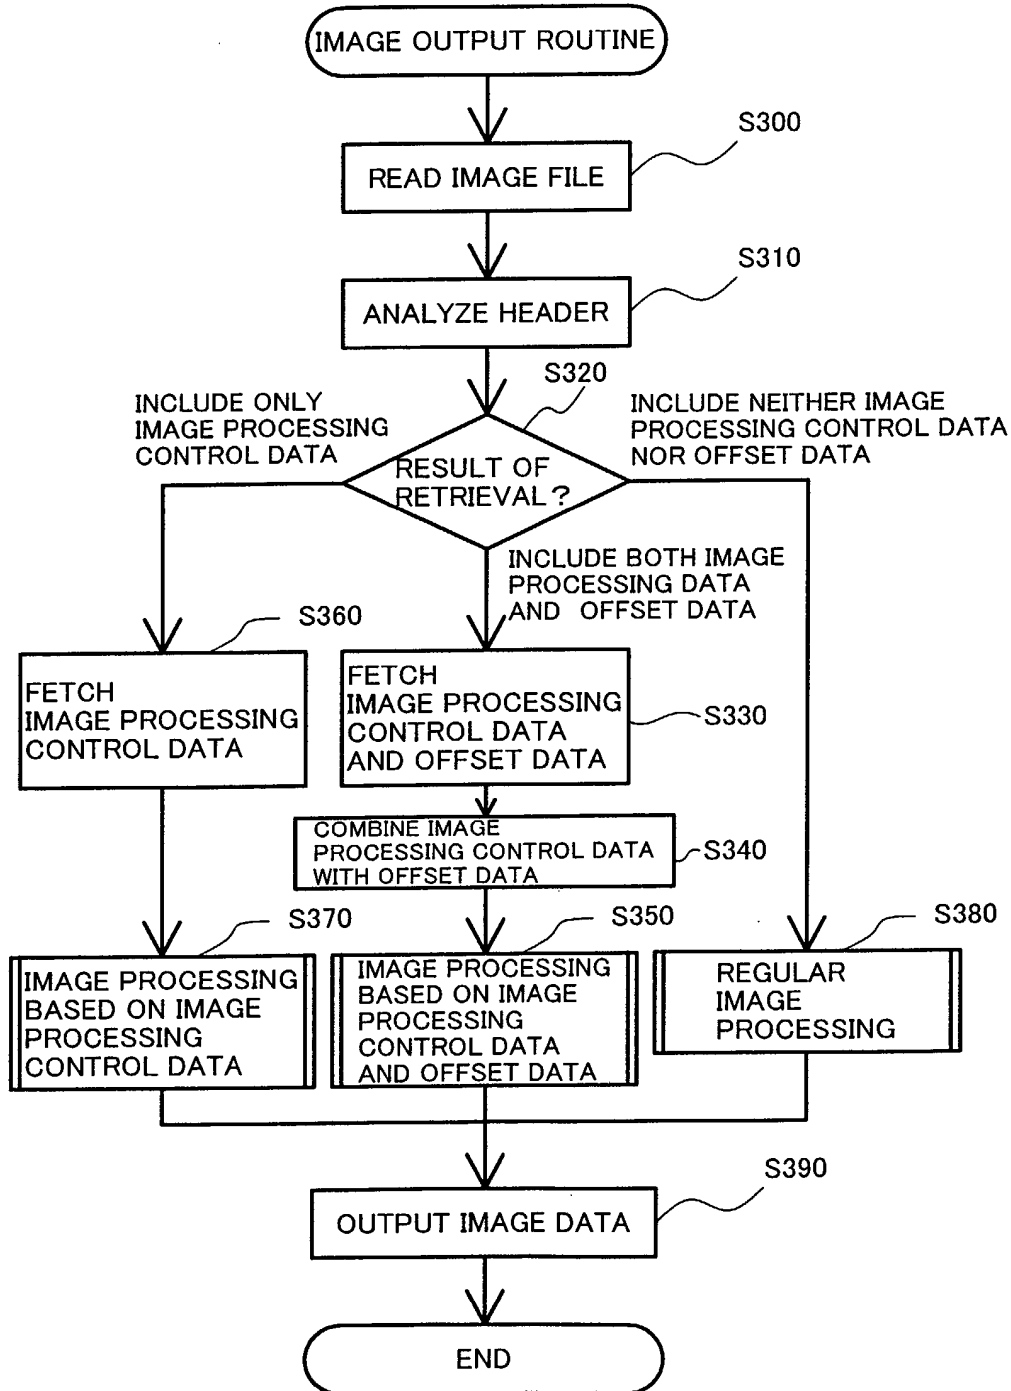 IMAGE OUTPUT ROUTINE
S300
READ IMAGE FILE
S310
ANALYZE HEADER
S320
INCLUDE ONLY
IMAGE PROCESSING
CONTROL DATA
INCLUDE NEITHER IMAGE
PROCESSING CONTROL DATA
NOR OFFSET DATA
RESULT OF
RETRIEVAL?
INCLUDE BOTH IMAGE
PROCESSING DATA
AND OFFSET DATA
S360
FETCH
IMAGE PROCESSING
CONTROL DATA
FETCH
IMAGE PROCESSING
CONTROL DATA
AND OFFSET DATA
S330
COMBINE IMAGE
PROCESSING CONTROL DATA
WITH OFFSET DATA
S340
S370
IMAGE PROCESSING
BASED ON IMAGE
PROCESSING
CONTROL DATA
S350
IMAGE PROCESSING
BASED ON IMAGE
PROCESSING
CONTROL DATA
AND OFFSET DATA
S380
REGULAR
IMAGE
PROCESSING
S390
OUTPUT IMAGE DATA
END